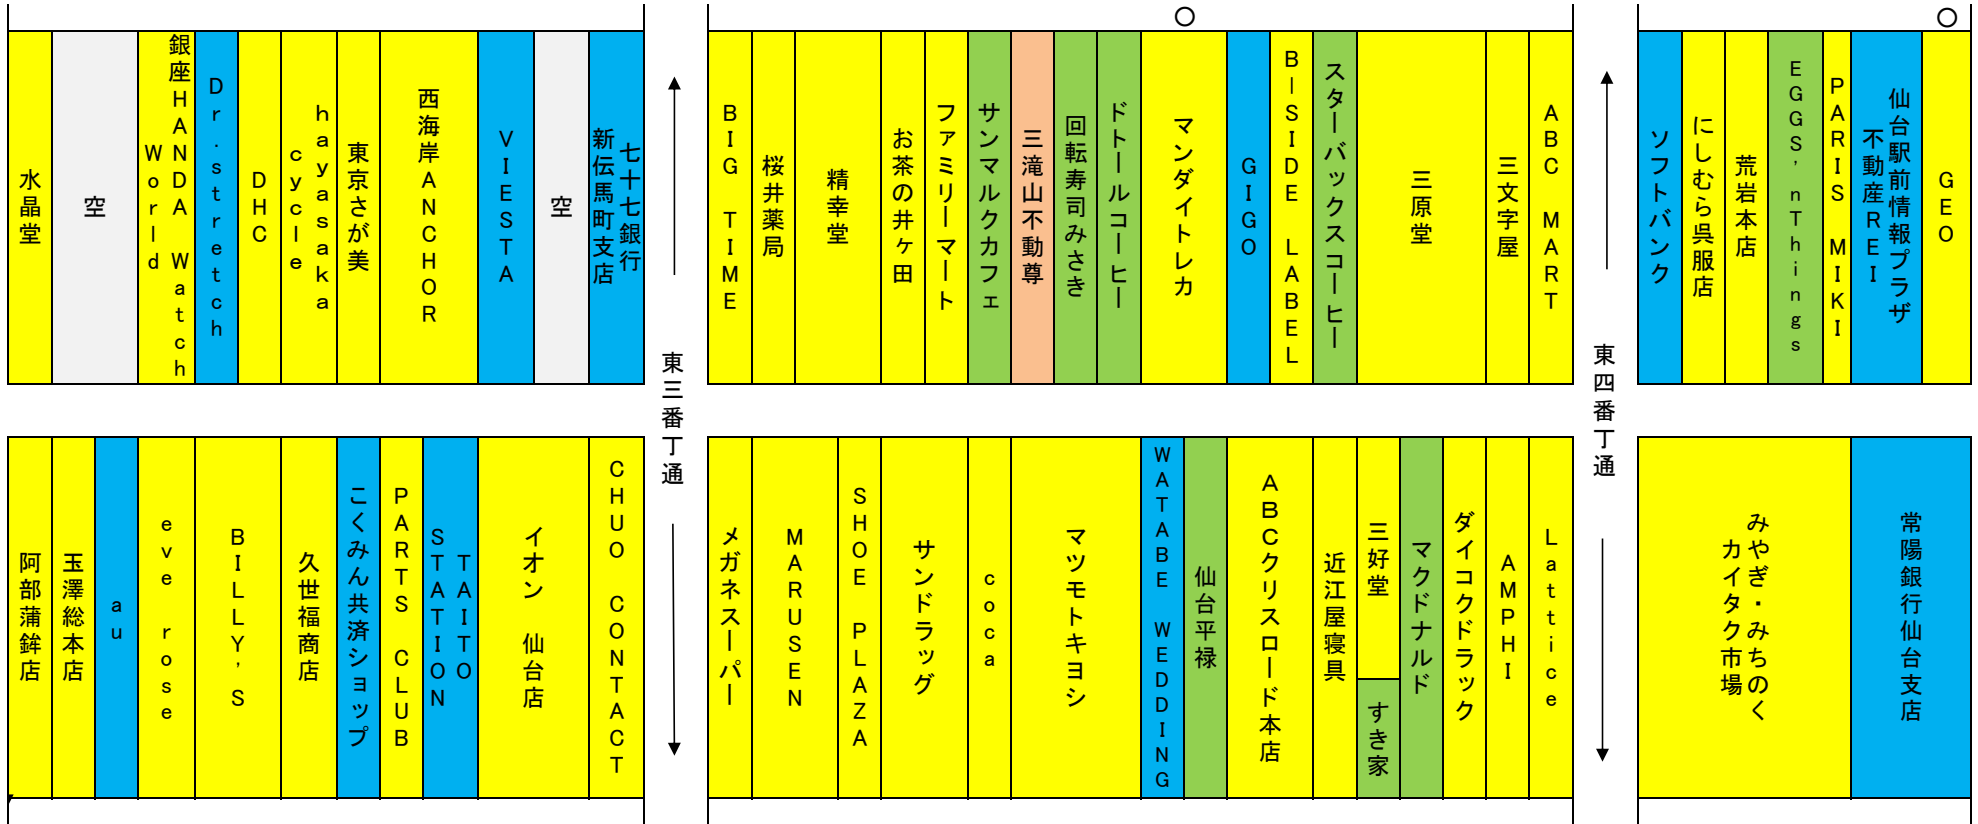 水晶堂
空
銀座HANDA Watch
World
Dr.stretch
DHC
hayasaka
cycle
東京さが美
西海岸ANCHOR
VIESTA
空
七十七銀行
新伝馬町支店
東三番丁通
BIG TIME
桜井薬局
精幸堂
お茶の井ヶ田
ファミリーマート
サンマルクカフェ
三滝山不動尊
回転寿司みさき
ドトールコーヒー
マンダイトレカ
○
GIGO
BーSIDE LABEL
スターバックスコーヒー
三原堂
三文字屋
ABC MART
東四番丁通
ソフトバンク
にしむら呉服店
荒岩本店
EGGS'nThings
PARIS MIKI
仙台駅前情報プラザ
不動産REI
○
GEO
阿部蒲鉾店
玉澤総本店
au
eve rose
BILLY'S
久世福商店
こくみん共済ショップ
PARTS CLUB
TAITO
STATION
イオン 仙台店
CHUO CONTACT
メガネスーパー
MARUSEN
SHOE PLAZA
サンドラッグ
coca
マツモトキヨシ
WATABE WEDDING
仙台平禄
ABCクリスロード本店
近江屋寝具
三好堂
すき家
マクドナルド
ダイコクドラック
AMPHI
Lattice
みやぎ・みちのく
カイタク市場
常陽銀行仙台支店